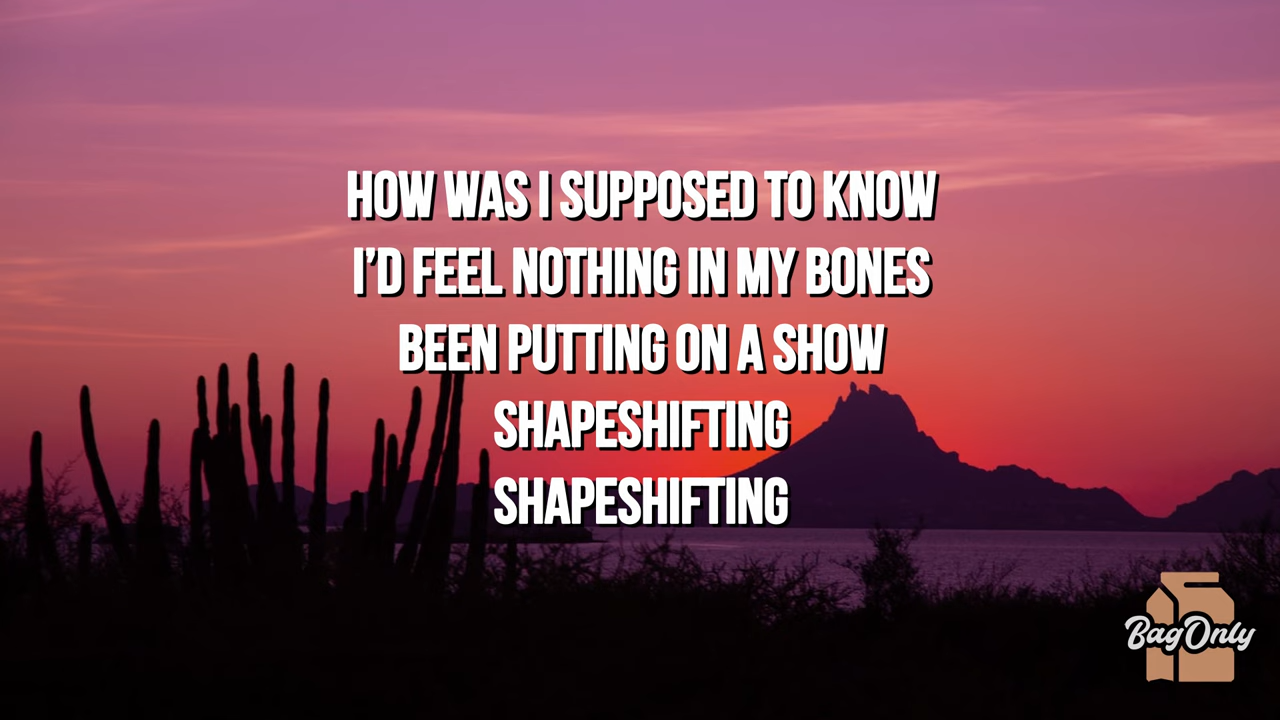 HOW WAS I SUPPOSED TO KNOW
I'D FEEL NOTHING IN MY BONES
BEEN PUTTING ON A SHOW
SHAPESHIFTING
SHAPESHIFTING
BagOnly